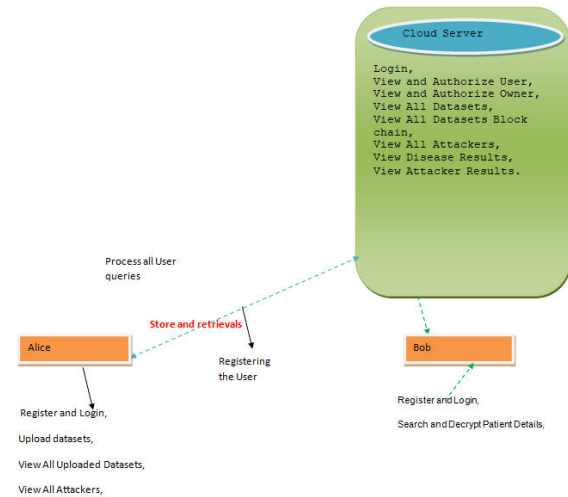 Cloud Server
Login,
View and Authorize User,
View and Authorize Owner,
View All Datasets,
View All Datasets Block
chain,
View All Attackers,
View Disease Results,
View Attacker Results.
Process all User
queries
Store and retrievals
Registering
the User
Alice
Bob
Register and Login,
Upload datasets,
View All Uploaded Datasets,
View All Attackers,
Register and Login,
Search and Decrypt Patient Details,